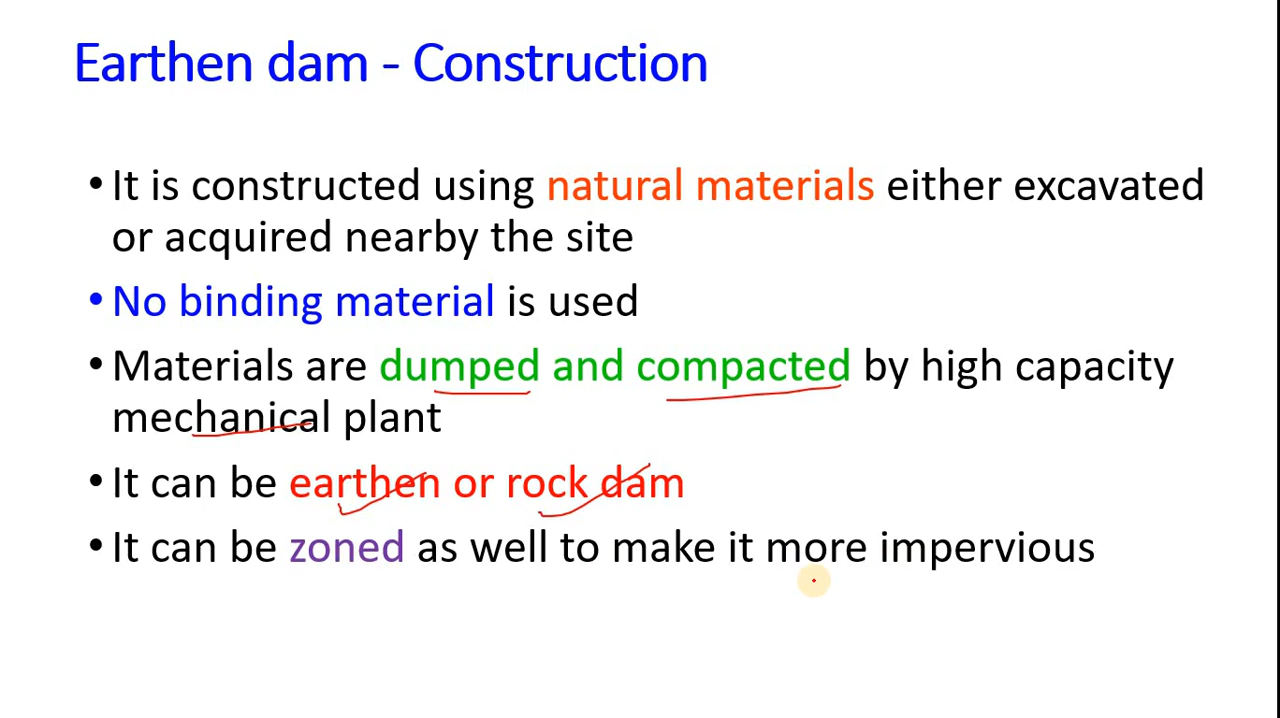 Earthen dam - Construction
•It is constructed using natural materials either excavated
or acquired nearby the site
•No binding material is used
•Materials are dumped and compacted by high capacity
mechanical plant
•It can be earthen or rock dam
•It can be zoned as well to make it more impervious